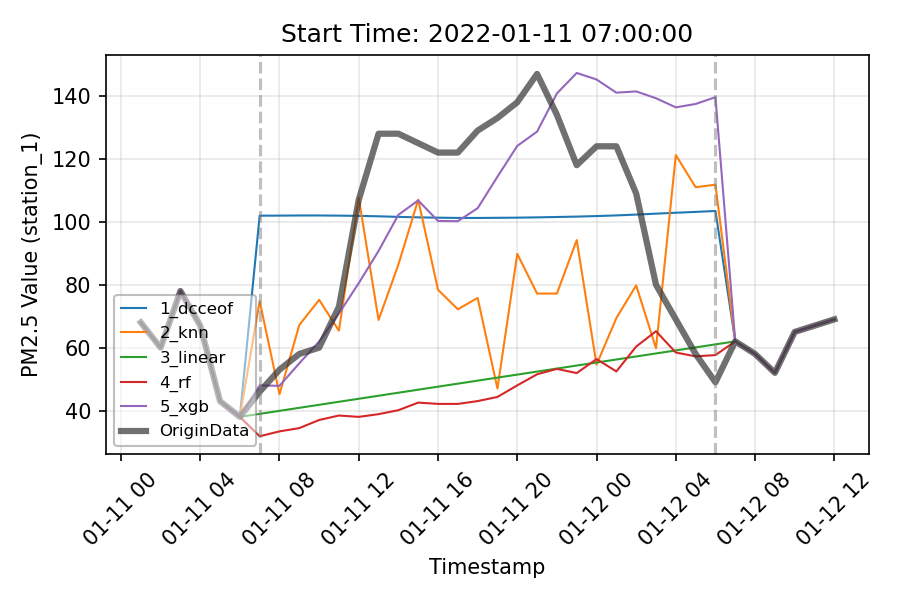 Start Time: 2022-01-11 07:00:00
PM2.5 Value (station_1)
140
120
100
80
60
40
1_dcceof
2_knn
3_linear
4_rf
5_xgb
OriginData
01-11 00
01-11 04
01-11 08
01-11 12
01-11 16
01-11 20
01-12 00
01-12 04
01-12 08
01-12 12
Timestamp